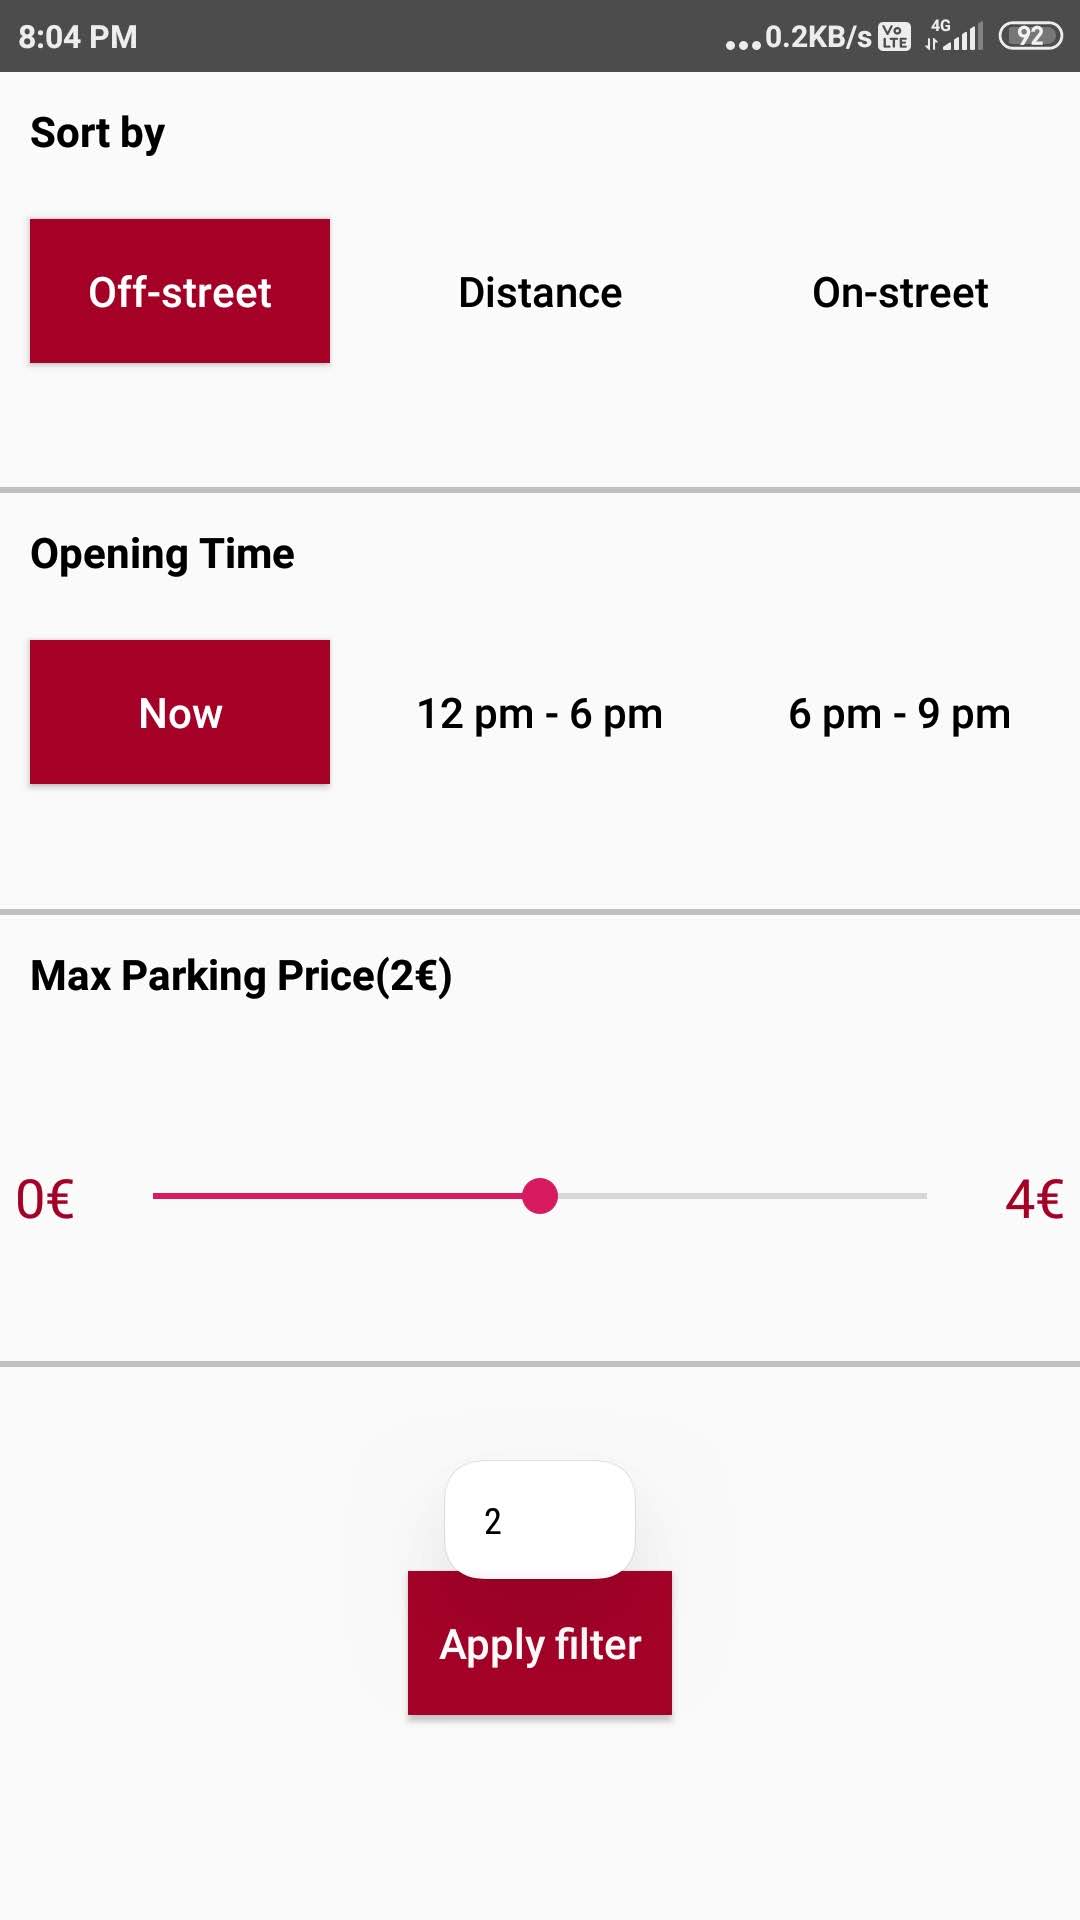 8:04 PM ...0.2KB/s Vo LTE 4G 92
Sort by
Off-street Distance On-street
Opening Time
Now 12 pm - 6 pm 6 pm - 9 pm
Max Parking Price(2€)
0€ 4€
2
Apply filter